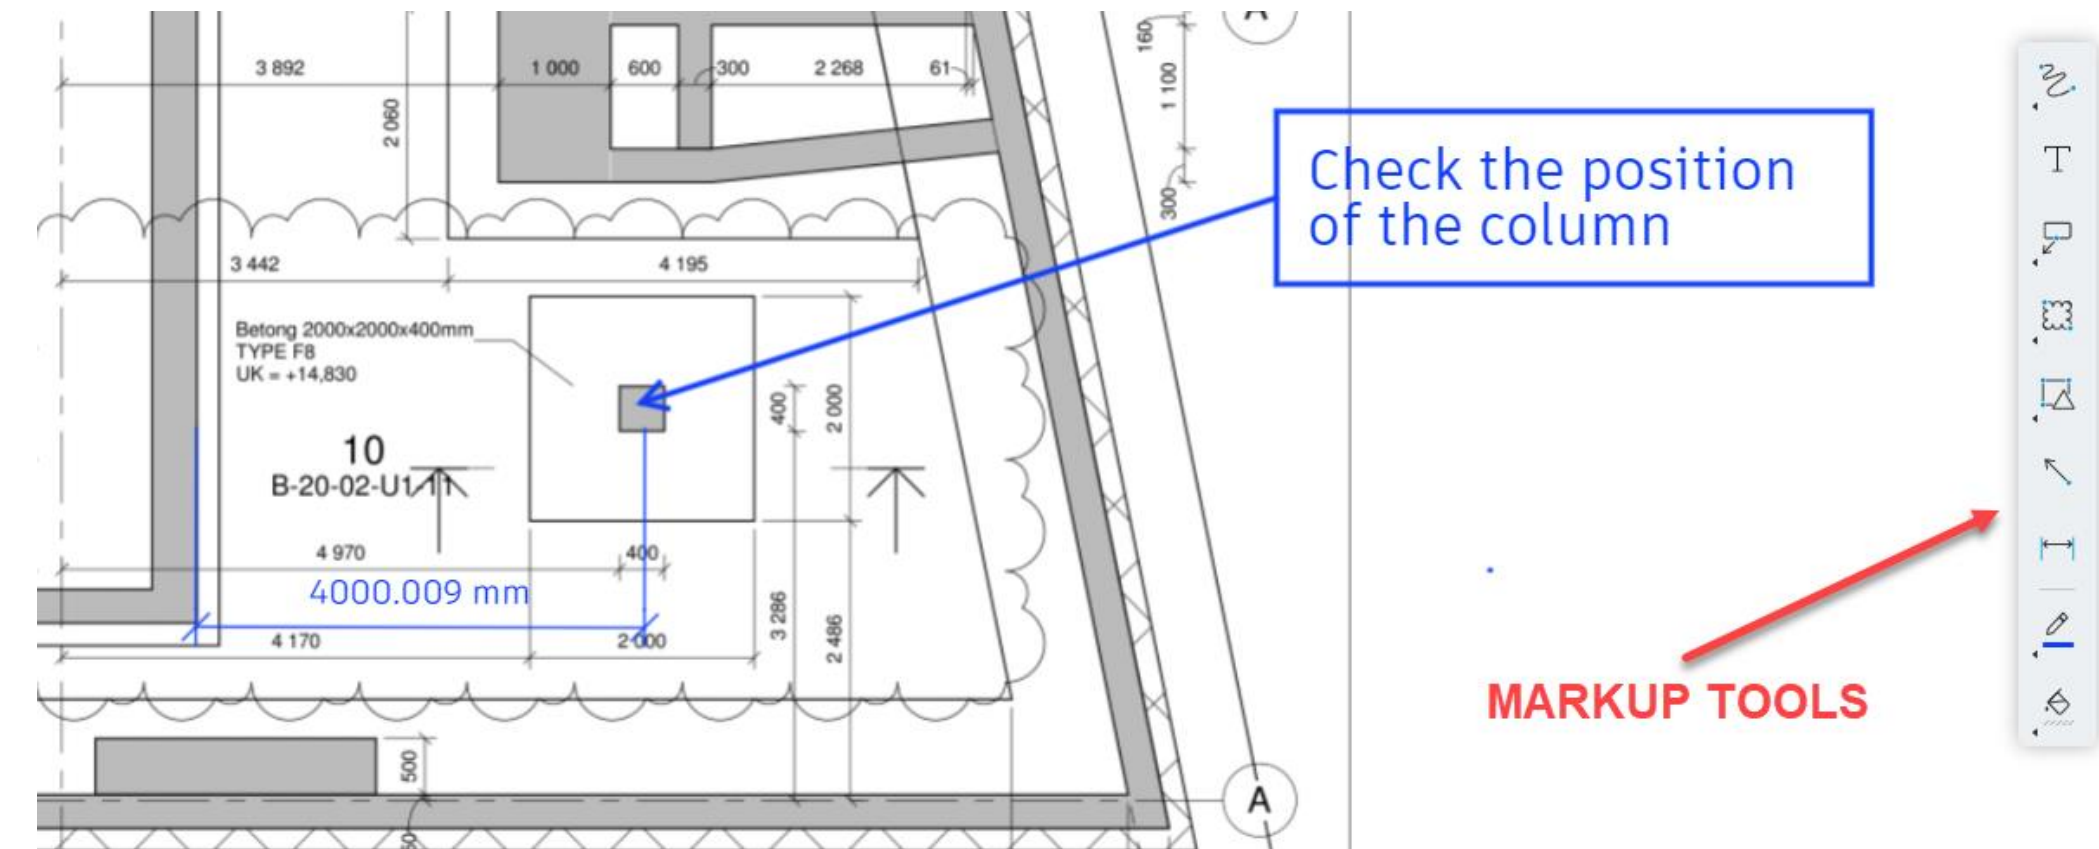 A
3 892
1 000
600
300
2 268
61
160
1 100
2 060
300
Check the position
of the column
3 442
4 195
Betong 2000x2000x400mm
TYPE F8
UK = +14,830
400
2 000
10
B-20-02-U1-11
4 970
400
4000.009 mm
4 170
2 000
3 286
2 486
MARKUP TOOLS
500
A
T